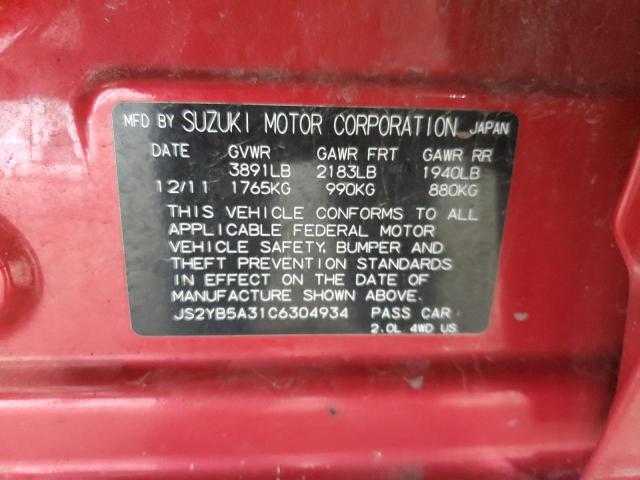 MFD BY SUZUKI MOTOR CORPORATION JAPAN
DATE GVWR GAWR FRT GAWR RR
3891LB 2183LB 1940LB
12/11 1765KG 990KG 880KG
THIS VEHICLE CONFORMS TO ALL
APPLICABLE FEDERAL MOTOR
VEHICLE SAFETY, BUMPER AND
THEFT PREVENTION STANDARDS
IN EFFECT ON THE DATE OF
MANUFACTURE SHOWN ABOVE.
JS2YB5A31C6304934 PASS CAR
2.0L 4WD US